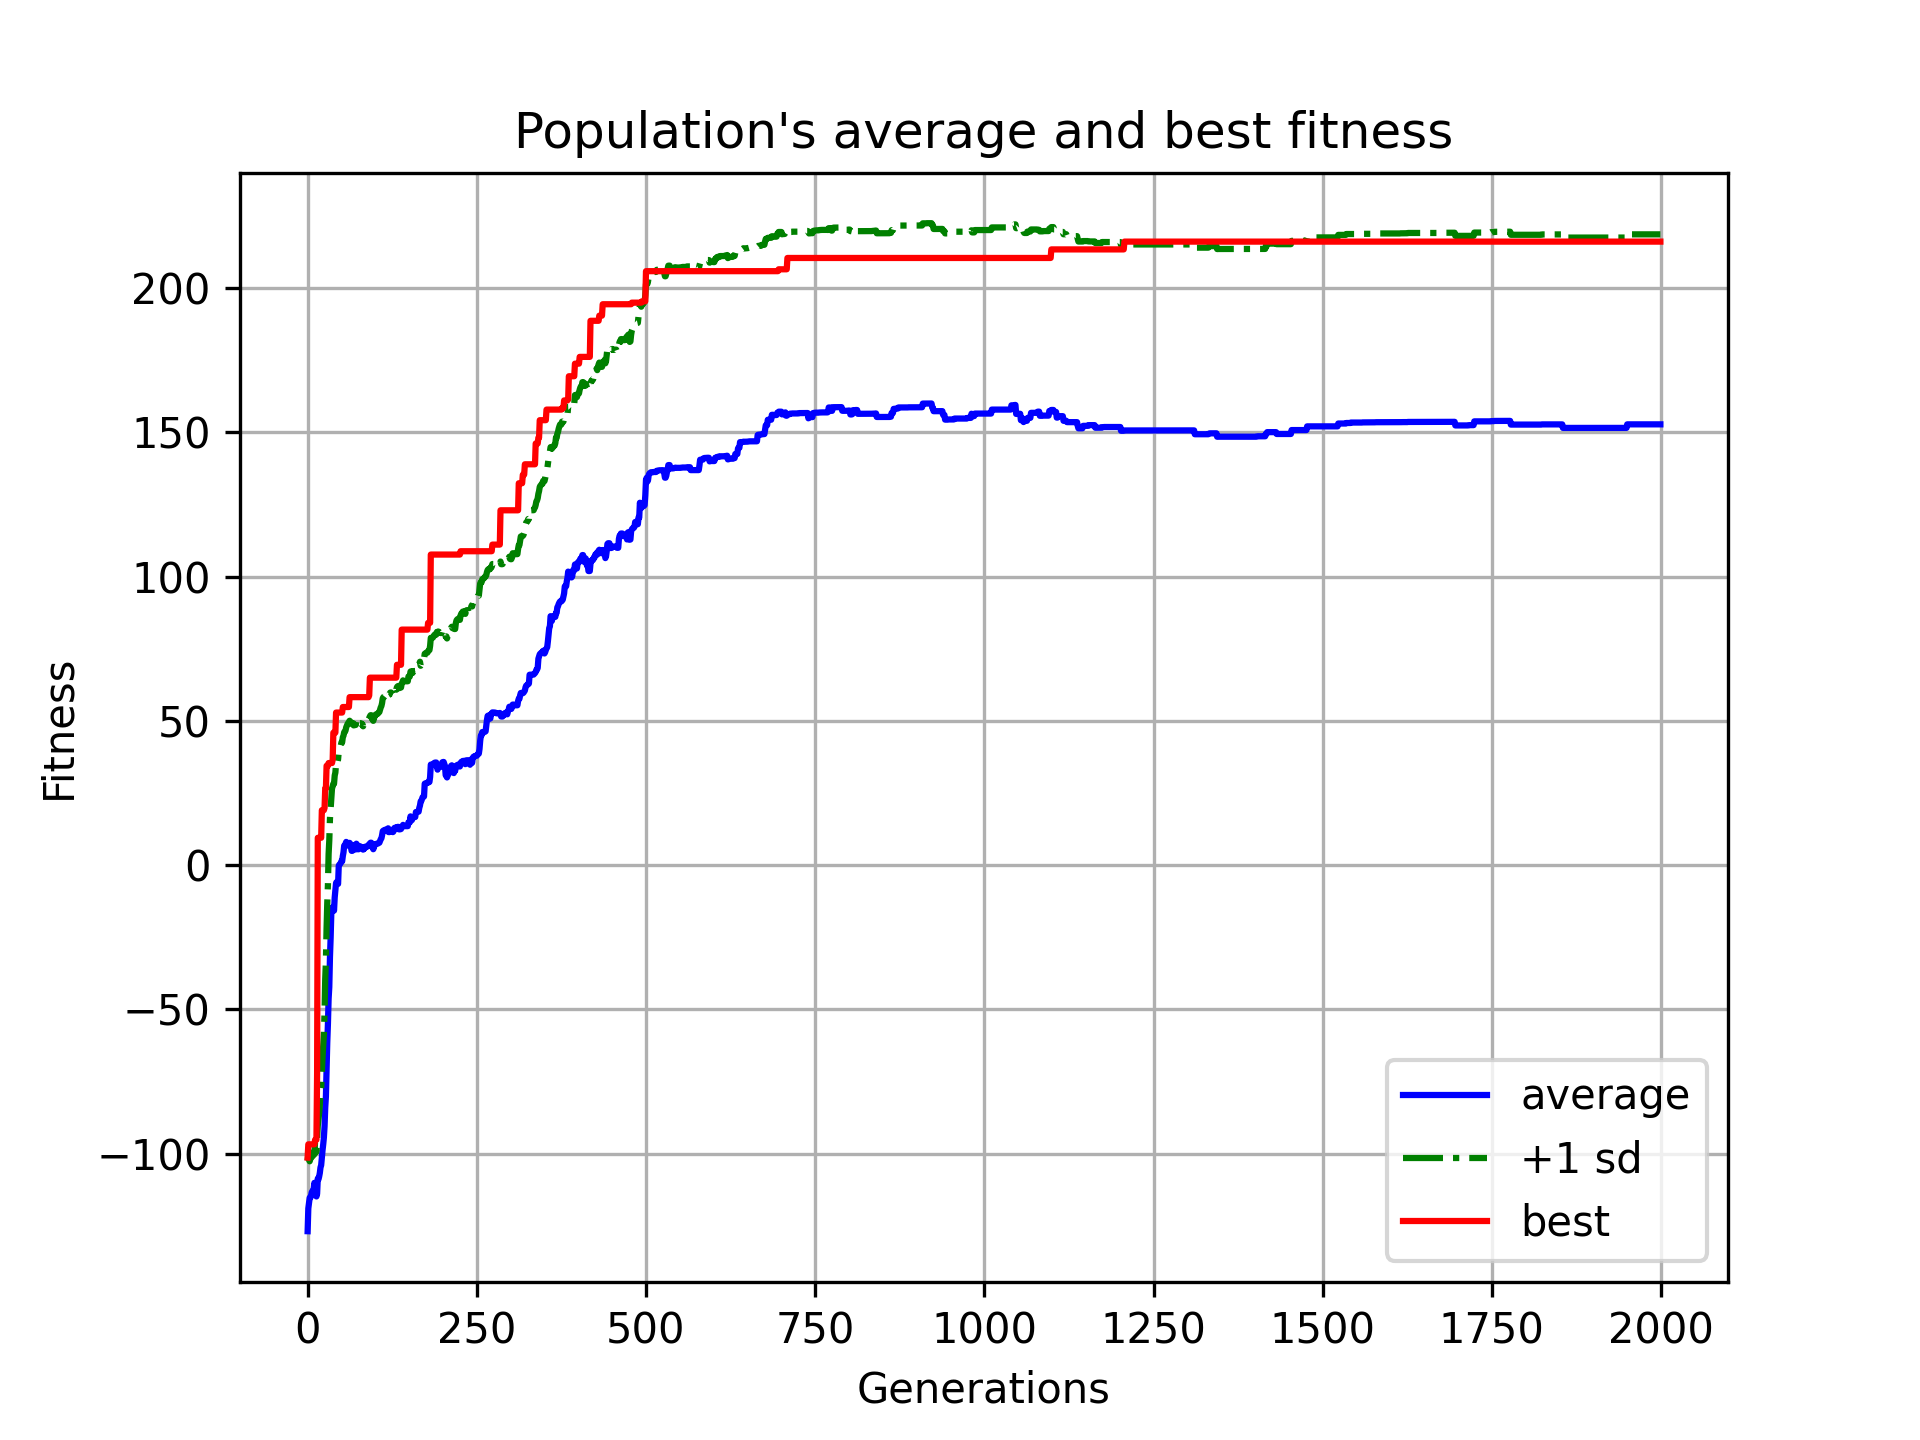 Population's average and best fitness
Fitness
200
150
100
50
0
−50
−100
average
+1 sd
best
0 250 500 750 1000 1250 1500 1750 2000
Generations